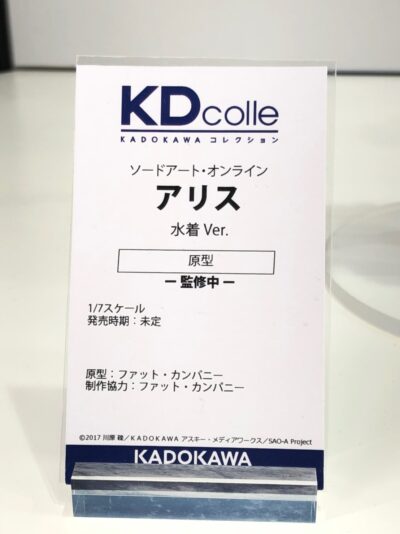 KDcolle
KADOKAWA コレクション
ソードアート・オンライン
アリス
水着 Ver.
原型
ー 監修中 ー
1/7スケール
発売時期：未定
原型：ファット・カンパニー
制作協力：ファット・カンパニー
©2017 川原 礫／ＫＡＤＯＫＡＷＡ アスキー・メディアワークス／SAO-A Project
KADOKAWA